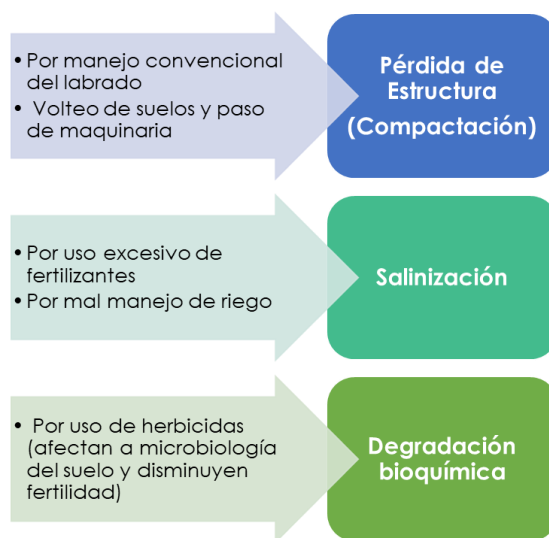 • Por manejo convencional
del labrado
• Volteo de suelos y paso
de maquinaria
Pérdida de
Estructura
(Compactación)
• Por uso excesivo de
fertilizantes
• Por mal manejo de riego
Salinización
• Por uso de herbicidas
(afectan a microbiología
del suelo y disminuyen
fertilidad)
Degradación
bioquímica